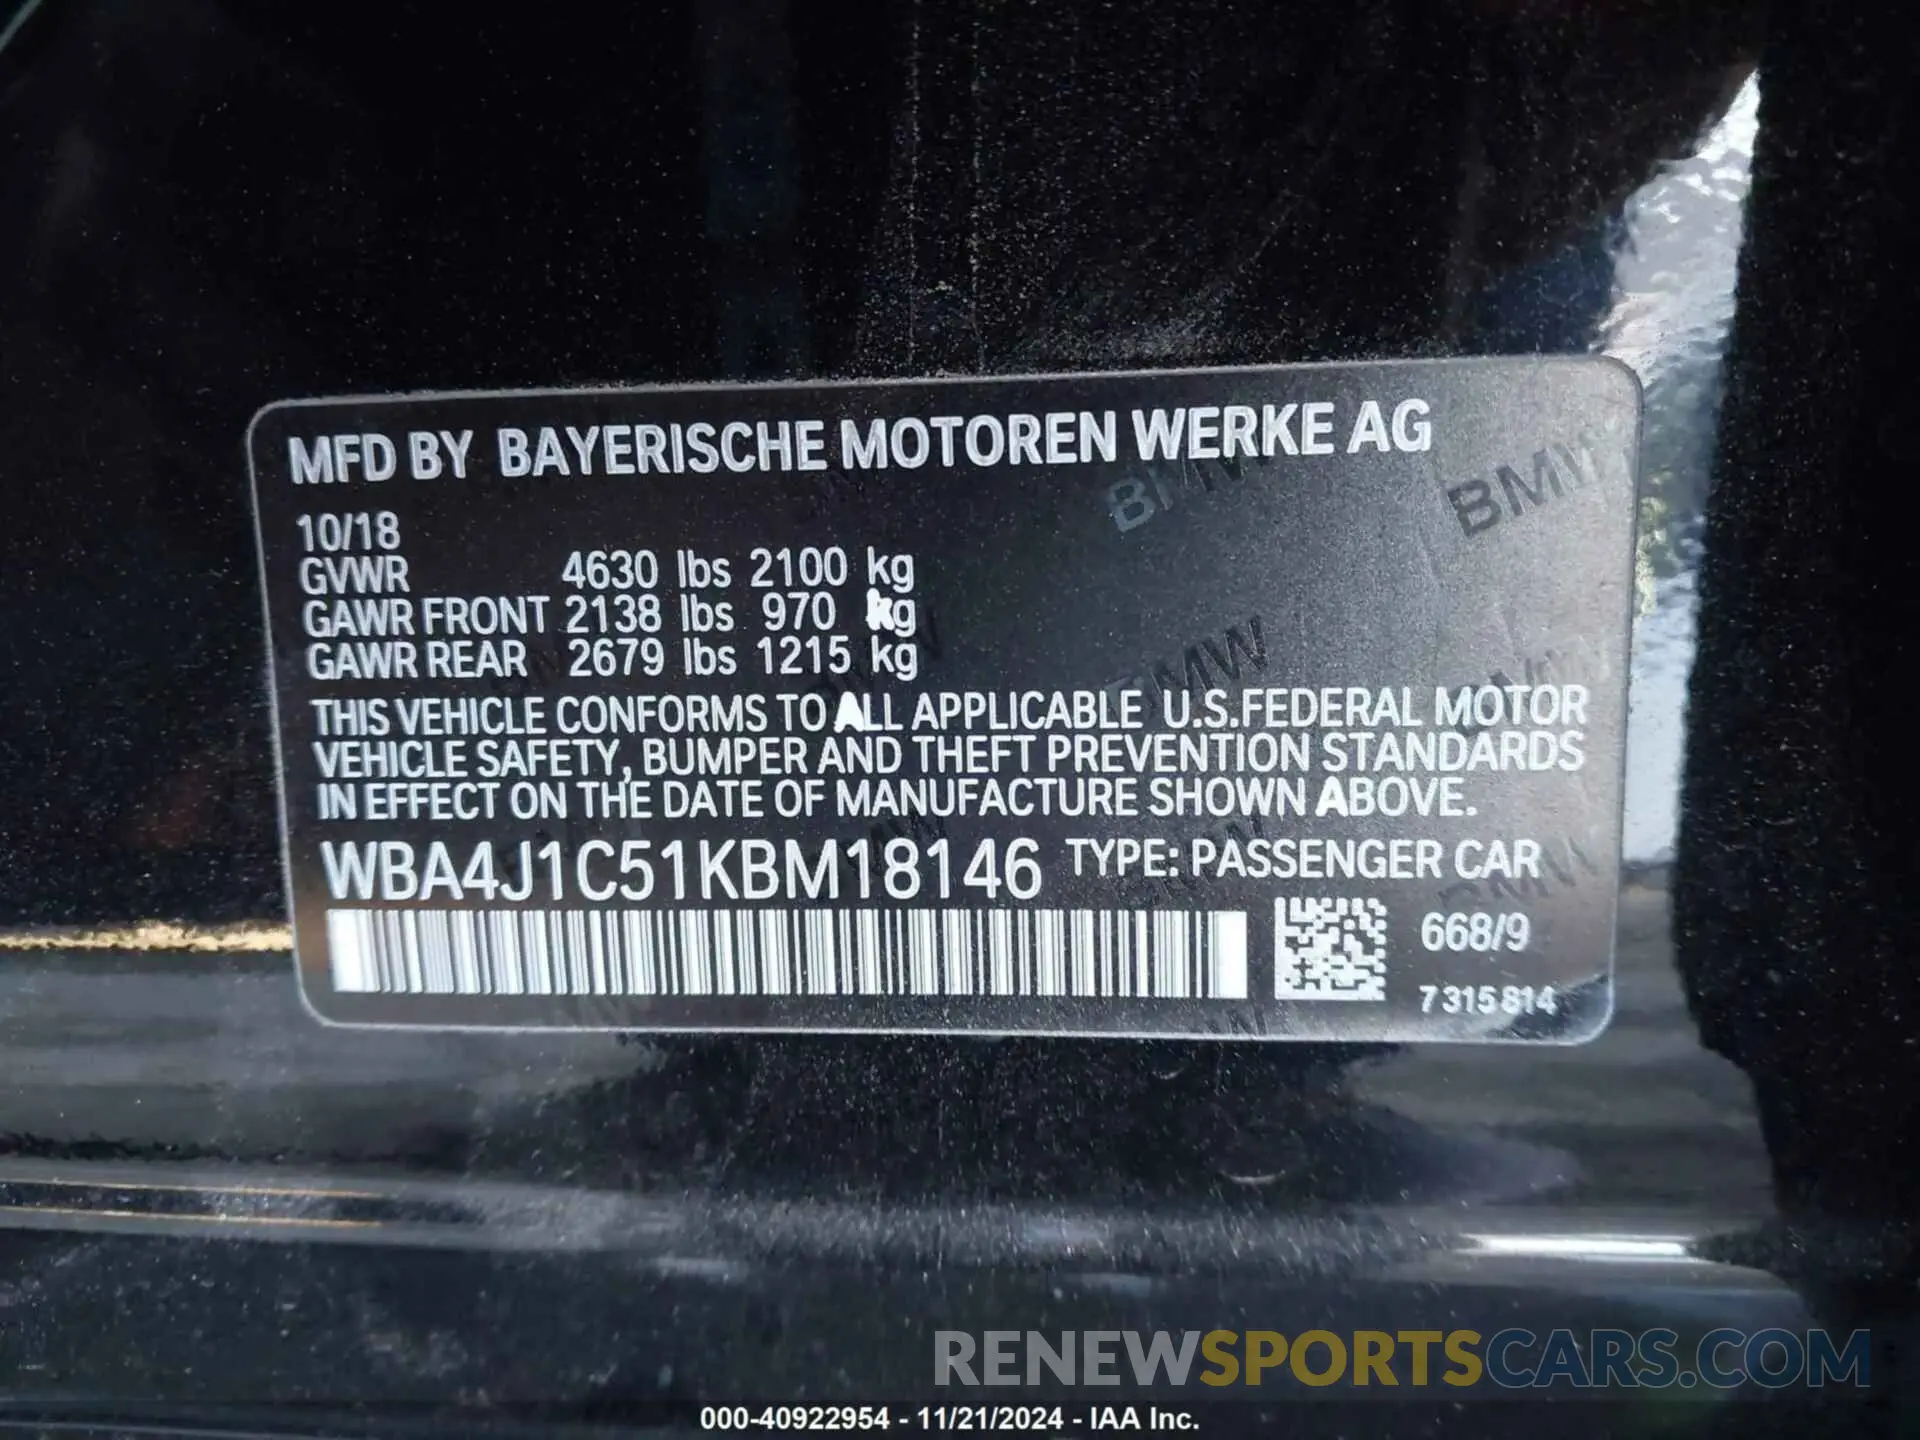 MFD BY BAYERISCHE MOTOREN WERKE AG
10/18
GVWR 4630 lbs 2100 kg
GAWR FRONT 2138 lbs 970 kg
GAWR REAR 2679 lbs 1215 kg
THIS VEHICLE CONFORMS TO ALL APPLICABLE U.S.FEDERAL MOTOR
VEHICLE SAFETY, BUMPER AND THEFT PREVENTION STANDARDS
IN EFFECT ON THE DATE OF MANUFACTURE SHOWN ABOVE.
WBA4J1C51KBM18146 TYPE: PASSENGER CAR
668/9
7315814
RENEWSPORTSCARS.COM
000-40922954 - 11/21/2024 - IAA Inc.